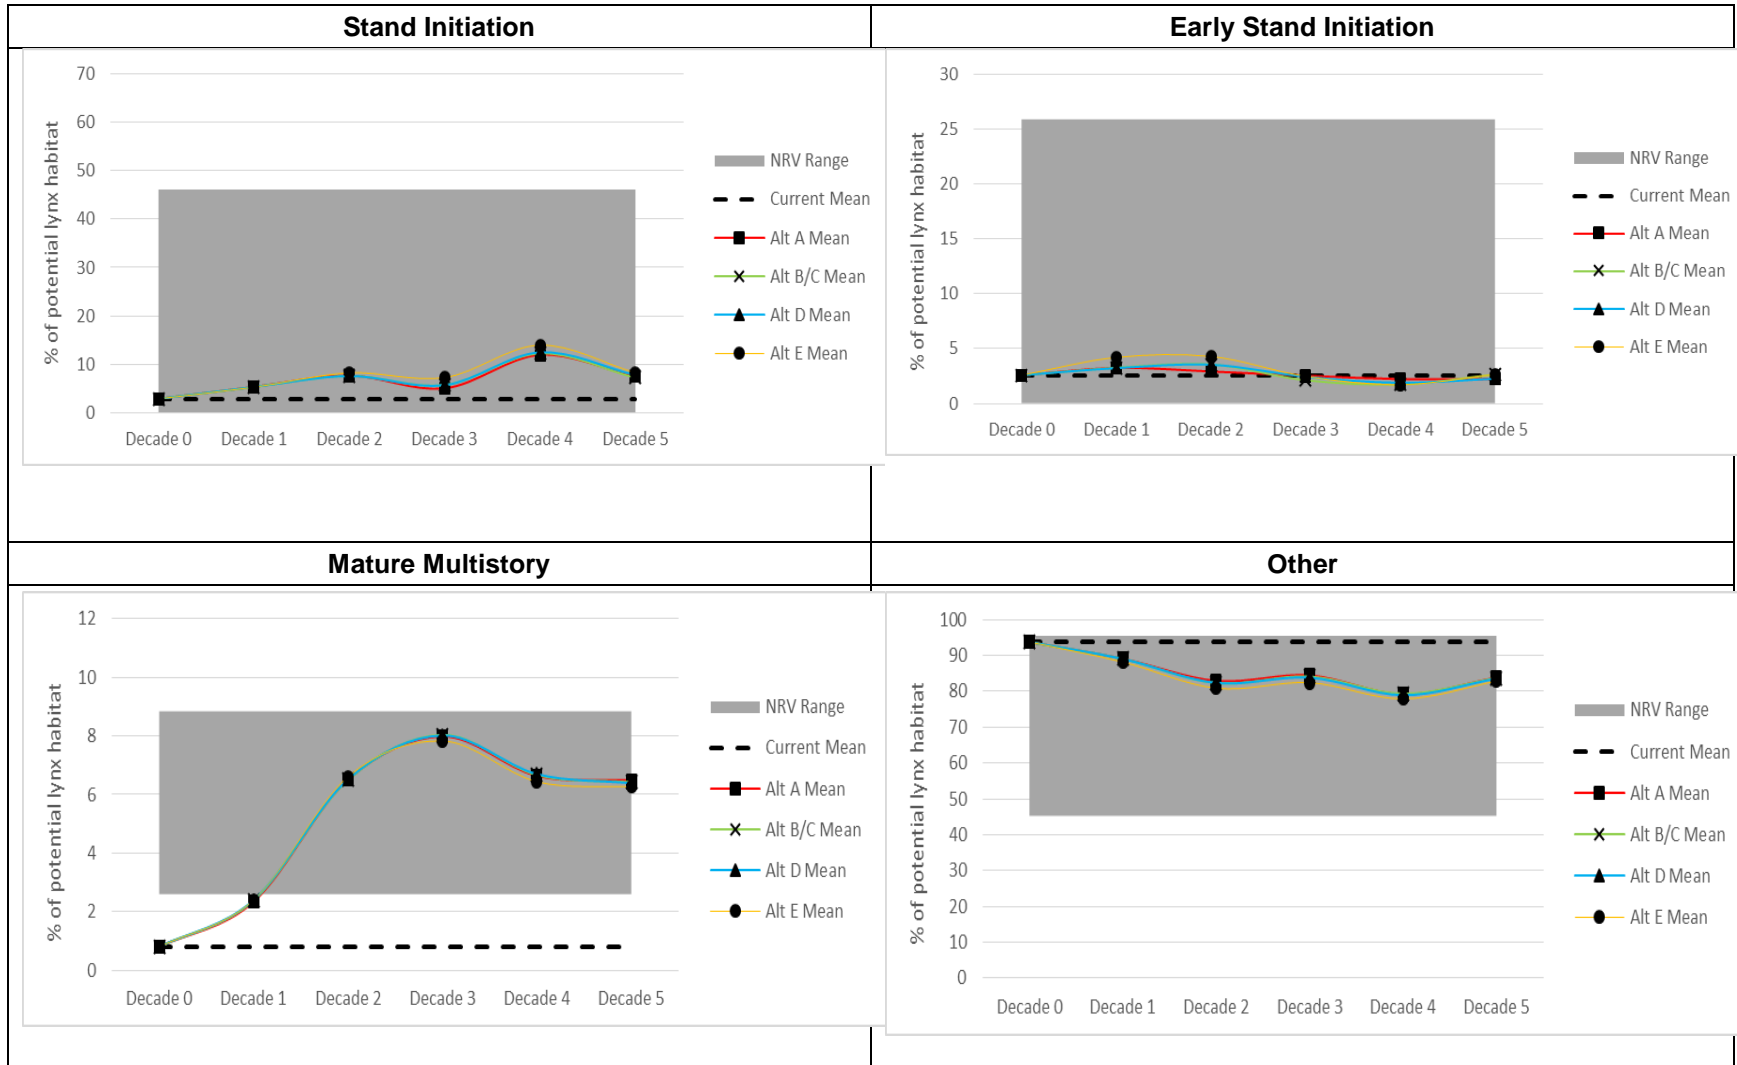 Stand Initiation
Early Stand Initiation
% of potential lynx habitat
70
60
50
40
30
20
10
0
Decade 0 Decade 1 Decade 2 Decade 3 Decade 4 Decade 5
NRV Range
Current Mean
Alt A Mean
Alt B/C Mean
Alt D Mean
Alt E Mean
% of potential lynx habitat
30
25
20
15
10
5
0
Decade 0 Decade 1 Decade 2 Decade 3 Decade 4 Decade 5
NRV Range
Current Mean
Alt A Mean
Alt B/C Mean
Alt D Mean
Alt E Mean
Mature Multistory
Other
% of potential lynx habitat
12
10
8
6
4
2
0
Decade 0 Decade 1 Decade 2 Decade 3 Decade 4 Decade 5
NRV Range
Current Mean
Alt A Mean
Alt B/C Mean
Alt D Mean
Alt E Mean
% of potential lynx habitat
100
90
80
70
60
50
40
30
20
10
0
Decade 0 Decade 1 Decade 2 Decade 3 Decade 4 Decade 5
NRV Range
Current Mean
Alt A Mean
Alt B/C Mean
Alt D Mean
Alt E Mean